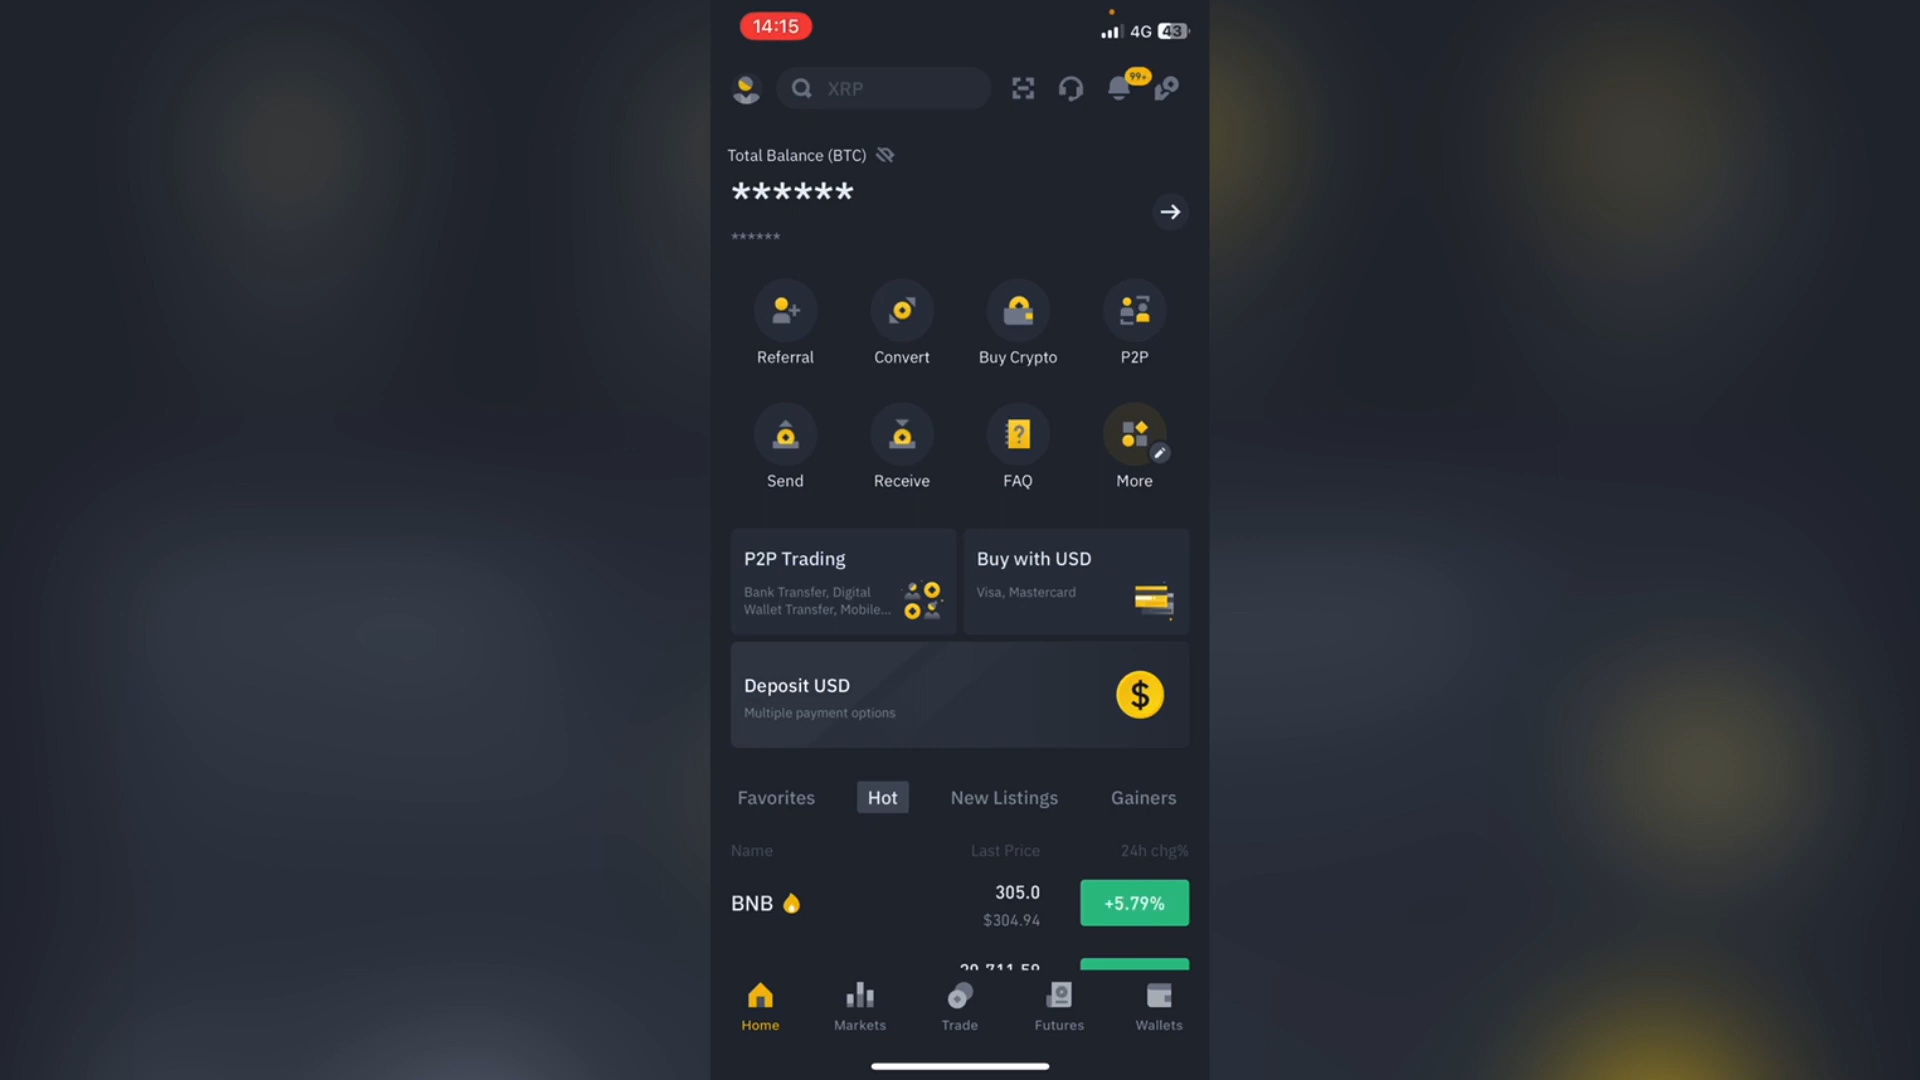 14:15
4G 43
XRP
99+
Total Balance (BTC)
******
******
Referral Convert Buy Crypto P2P
Send Receive FAQ More
P2P Trading
Bank Transfer, Digital
Wallet Transfer, Mobile...
Buy with USD
Visa, Mastercard
Deposit USD
Multiple payment options
Favorites Hot New Listings Gainers
Name Last Price 24h chg%
BNB 305.0 +5.79%
$304.94
Home Markets Trade Futures Wallets